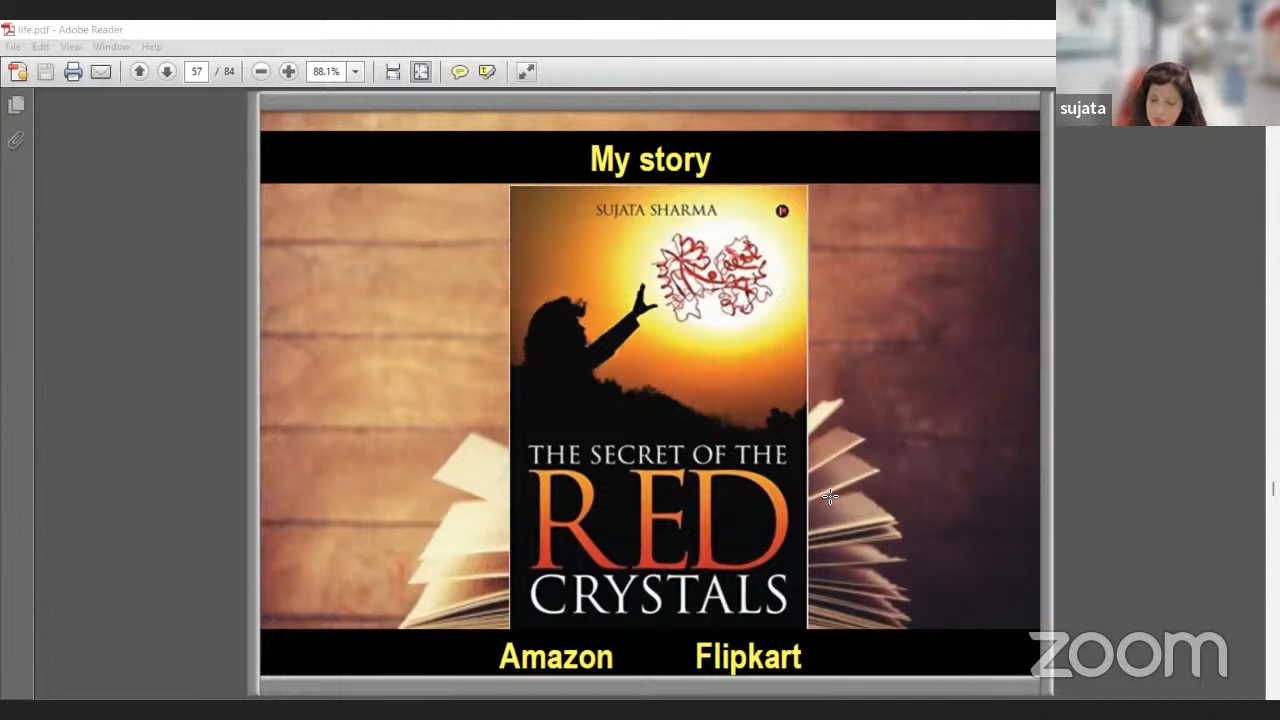 life.pdf - Adobe Reader
File Edit View Window Help
57 / 84 88.1%
sujata
My story
SUJATA SHARMA
THE SECRET OF THE
RED
CRYSTALS
Amazon Flipkart
zoom